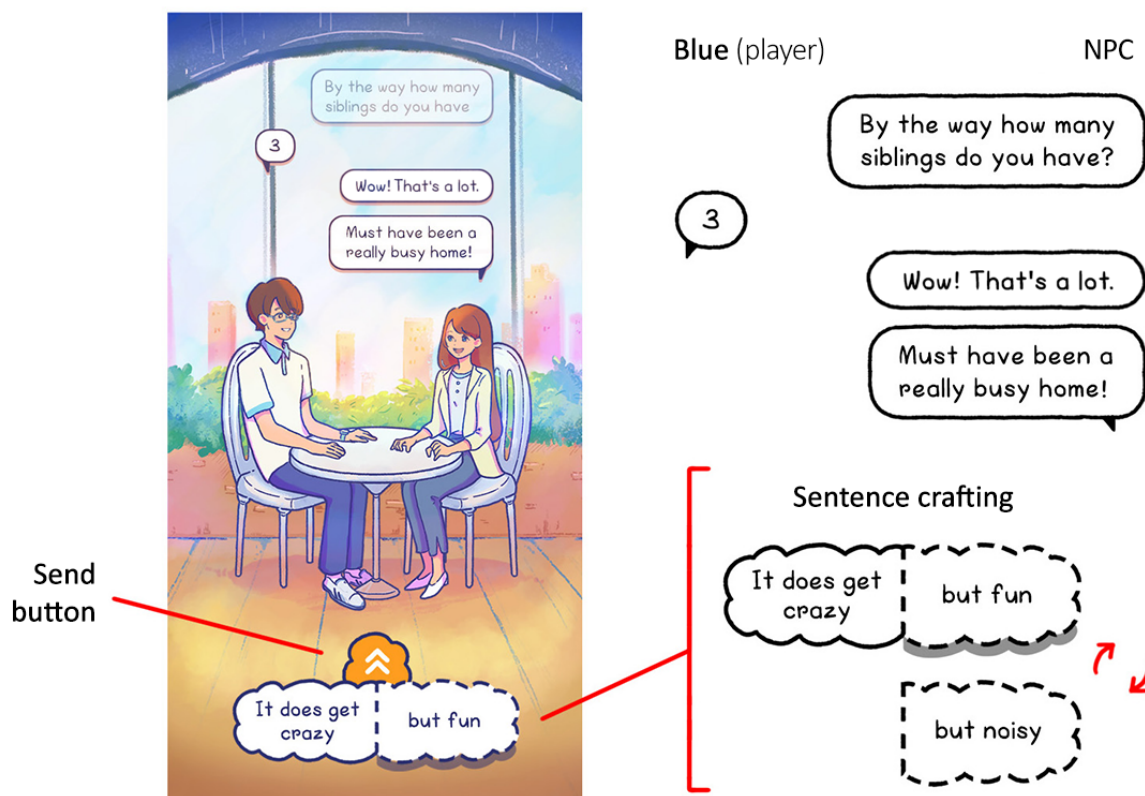 By the way how many
siblings do you have
3
Wow! That's a lot.
Must have been a
really busy home!
Send
button
It does get
crazy
but fun
Blue (player)
NPC
By the way how many
siblings do you have?
3
Wow! That's a lot.
Must have been a
really busy home!
Sentence crafting
It does get
crazy
but fun
but noisy